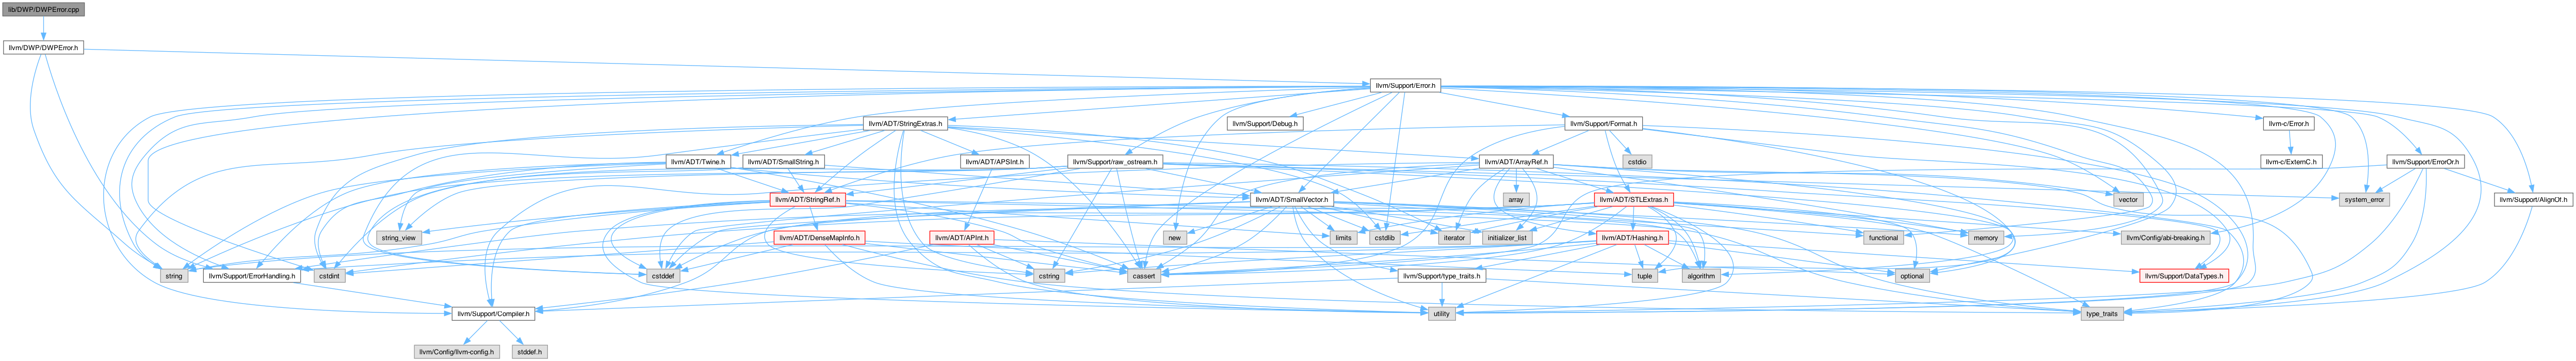 lib/DWP/DWPError.cpp
llvm/DWP/DWPError.h
llvm/Support/Error.h
llvm/ADT/StringExtras.h
llvm/Support/Debug.h
llvm/Support/Format.h
llvm-c/Error.h
llvm/ADT/Twine.h
llvm/ADT/SmallString.h
llvm/ADT/APSInt.h
llvm/Support/raw_ostream.h
llvm/ADT/ArrayRef.h
cstdio
llvm-c/ExternC.h
llvm/Support/ErrorOr.h
llvm/ADT/StringRef.h
llvm/ADT/SmallVector.h
array
llvm/ADT/STLExtras.h
vector
system_error
llvm/Support/AlignOf.h
string_view
llvm/ADT/DenseMapInfo.h
llvm/ADT/APInt.h
new
limits
cstdlib
iterator
initializer_list
llvm/ADT/Hashing.h
functional
memory
llvm/Config/abi-breaking.h
string
llvm/Support/ErrorHandling.h
cstdint
cstddef
cstring
cassert
llvm/Support/type_traits.h
tuple
algorithm
optional
llvm/Support/DataTypes.h
llvm/Support/Compiler.h
utility
type_traits
llvm/Config/llvm-config.h
stddef.h